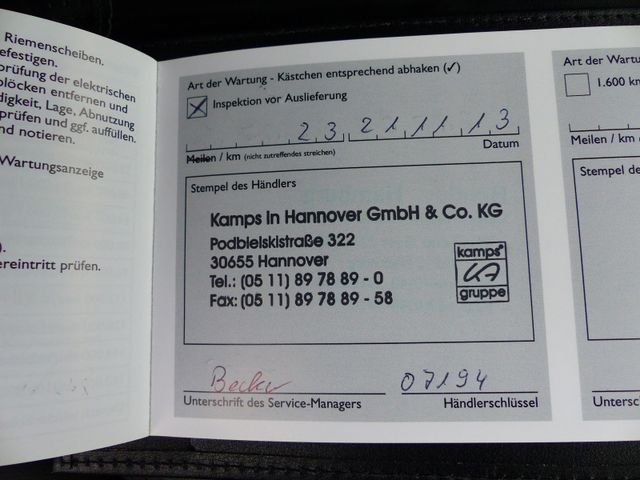 Riemenscheiben.
efestigen.
prüfung der elektrischen
blöcken entfernen und
digkeit, Lage, Abnutzung
prüfen und ggf. auffüllen.
nd notieren.
Wartungsanzeige
).
ereintritt prüfen.
Art der Wartung - Kästchen entsprechend abhaken (✓)
Inspektion vor Auslieferung
23 21 11 13
Meilen / km (nicht zutreffendes streichen) Datum
Stempel des Händlers
Kamps in Hannover GmbH & Co. KG
Podbielskistraße 322
30655 Hannover
Tel.: (05 11) 89 78 89 - 0
Fax: (05 11) 89 78 89 - 58
kamps
gruppe
Becker 07194
Unterschrift des Service-Managers Händlerschlüssel
Art der Wartu
1.600 k
Meilen / km
Stempel de
Untersc